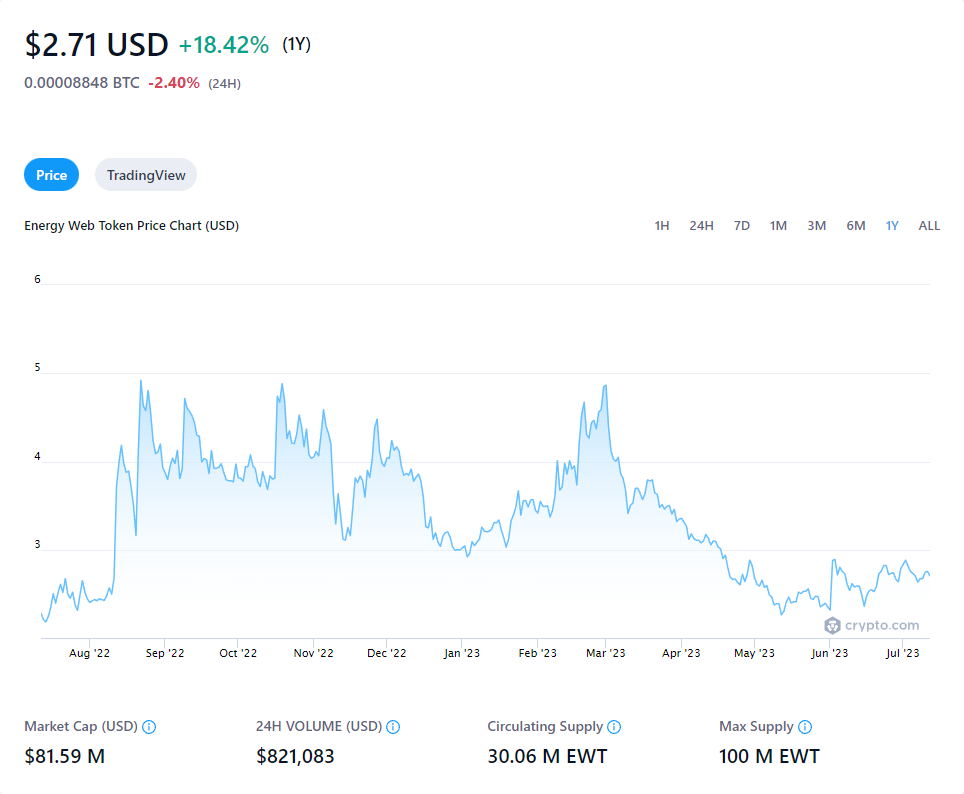 $2.71 USD +18.42% (1Y)
0.00008848 BTC -2.40% (24H)
Price TradingView
Energy Web Token Price Chart (USD) 1H 24H 7D 1M 3M 6M 1Y ALL
6
5
4
3
crypto.com
Aug '22 Sep '22 Oct '22 Nov '22 Dec '22 Jan '23 Feb '23 Mar '23 Apr '23 May '23 Jun '23 Jul '23
Market Cap (USD) 24H VOLUME (USD) Circulating Supply Max Supply
$81.59 M $821,083 30.06 M EWT 100 M EWT